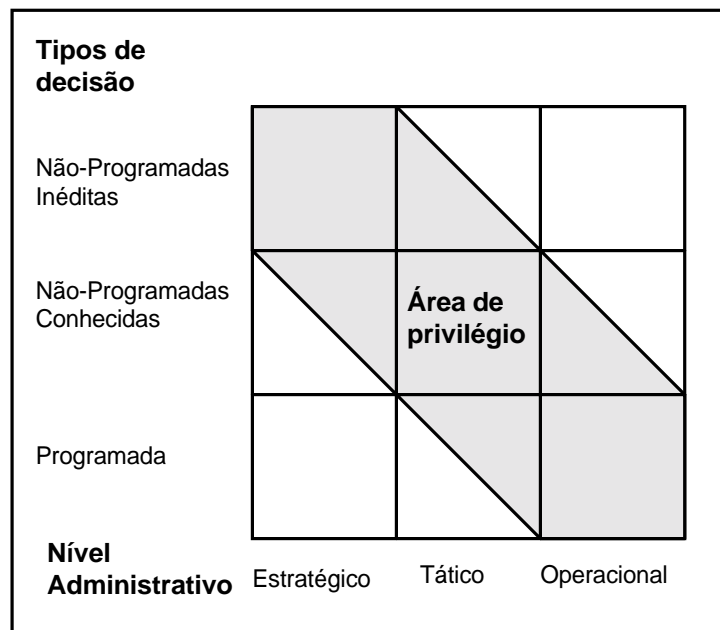 Tipos de
decisão
Não-Programadas
Inéditas
Não-Programadas
Conhecidas
Área de
privilégio
Programada
Nível
Administrativo
Estratégico
Tático
Operacional